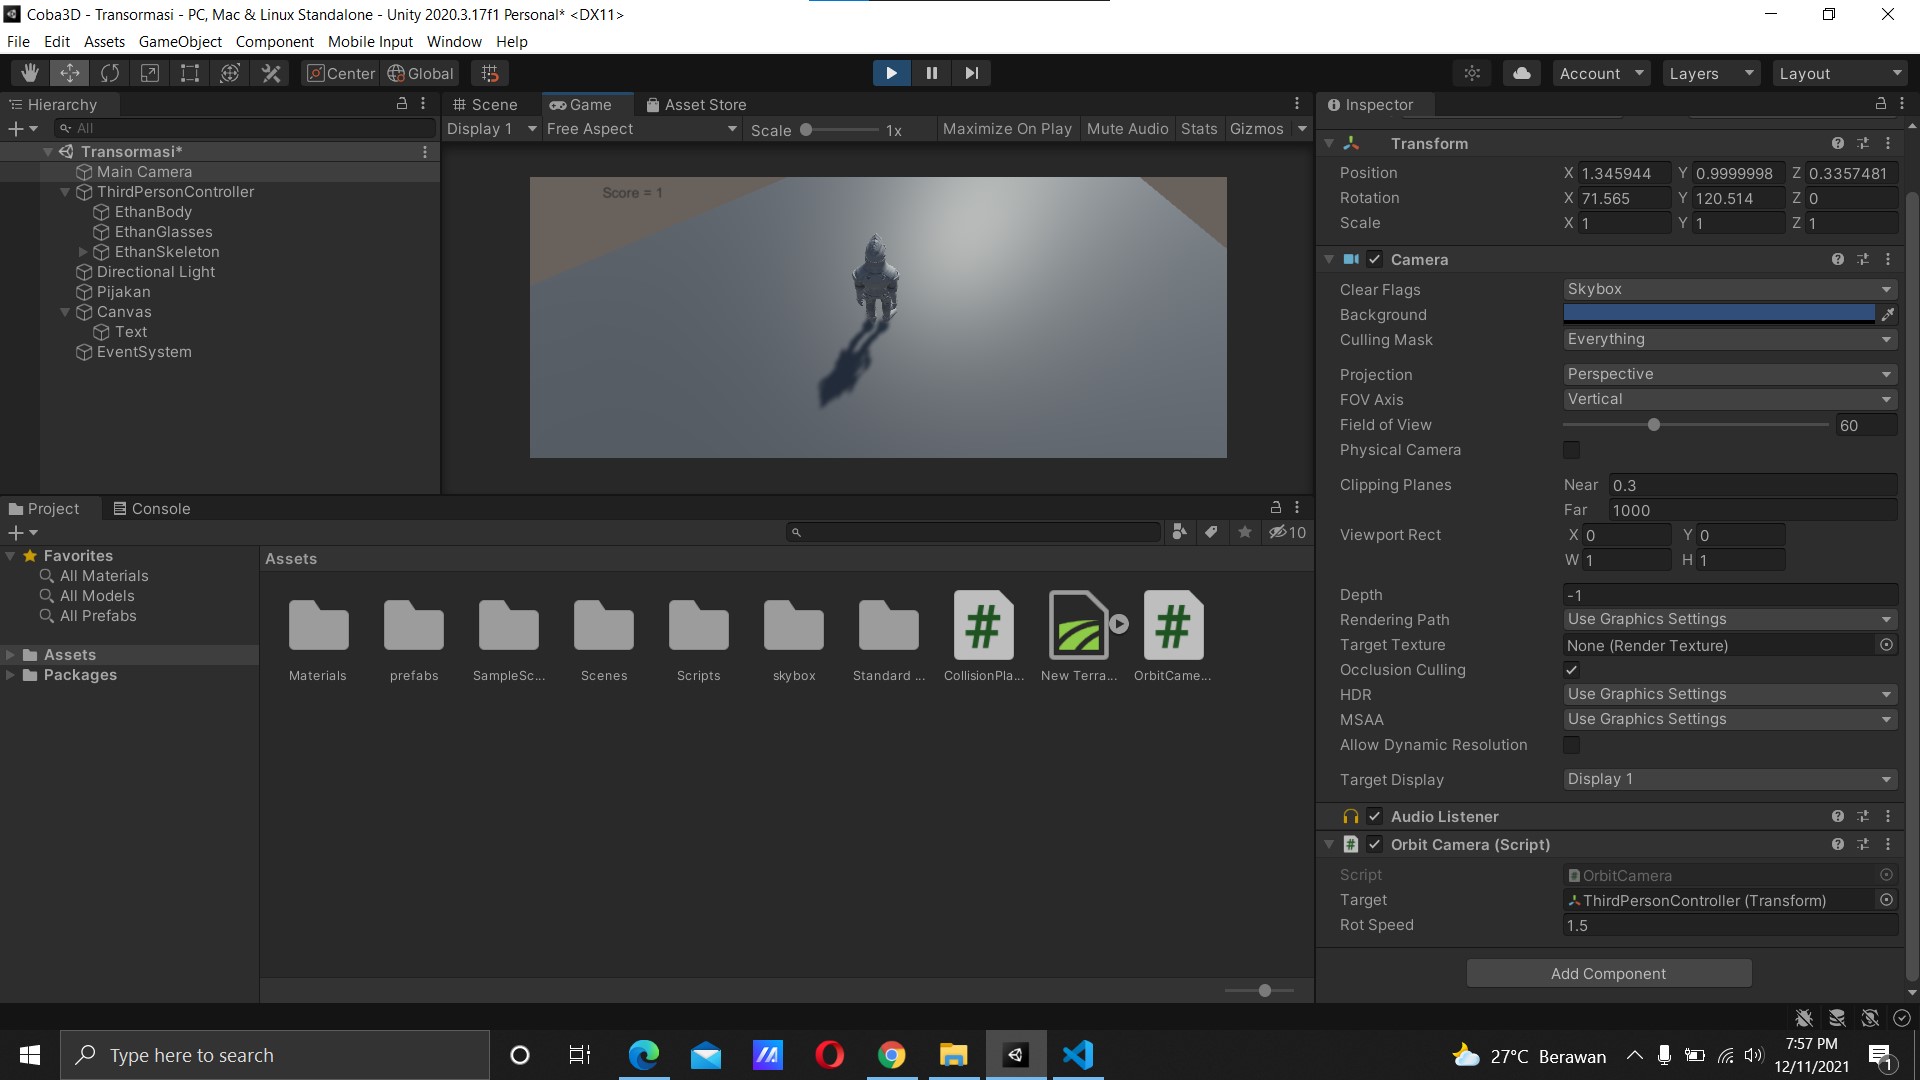 Coba3D - Transormasi - PC, Mac & Linux Standalone - Unity 2020.3.17f1 Personal* <DX11>
File Edit Assets GameObject Component Mobile Input Window Help
Center Global Account Layers Layout
Hierarchy
All
Transormasi*
Main Camera
ThirdPersonController
EthanBody
EthanGlasses
EthanSkeleton
Directional Light
Pijakan
Canvas
Text
EventSystem
Scene Game Asset Store
Display 1 Free Aspect Scale 1x Maximize On Play Mute Audio Stats Gizmos
Score = 1
Project Console
10
Favorites
All Materials
All Models
All Prefabs
Assets
Packages
Assets
Materials prefabs SampleSc... Scenes Scripts skybox Standard ... CollisionPla... New Terra... OrbitCame...
Inspector
Transform
Position X 1.345944 Y 0.9999998 Z 0.3357481
Rotation X 71.565 Y 120.514 Z 0
Scale X 1 Y 1 Z 1
Camera
Clear Flags Skybox
Background
Culling Mask Everything
Projection Perspective
FOV Axis Vertical
Field of View 60
Physical Camera
Clipping Planes Near 0.3
Far 1000
Viewport Rect X 0 Y 0
W 1 H 1
Depth -1
Rendering Path Use Graphics Settings
Target Texture None (Render Texture)
Occlusion Culling
HDR Use Graphics Settings
MSAA Use Graphics Settings
Allow Dynamic Resolution
Target Display Display 1
Audio Listener
Orbit Camera (Script)
Script OrbitCamera
Target ThirdPersonController (Transform)
Rot Speed 1.5
Add Component
Type here to search
27°C Berawan
7:57 PM
12/11/2021
1